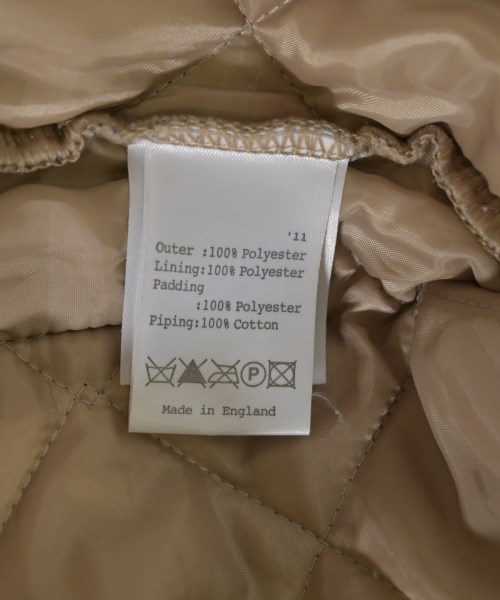 '11
Outer :100% Polyester
Lining:100% Polyester
Padding
:100% Polyester
Piping:100% Cotton
P
Made in England